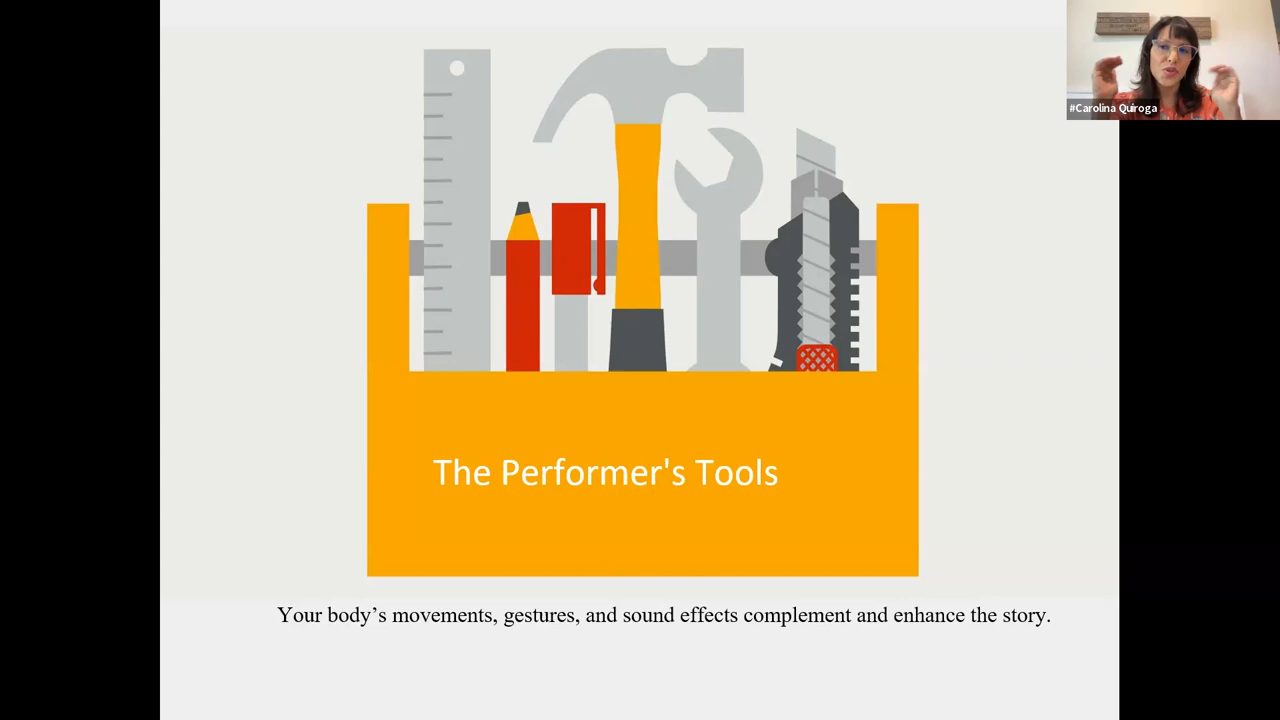 #Carolina Quiroga
The Performer's Tools
Your body’s movements, gestures, and sound effects complement and enhance the story.